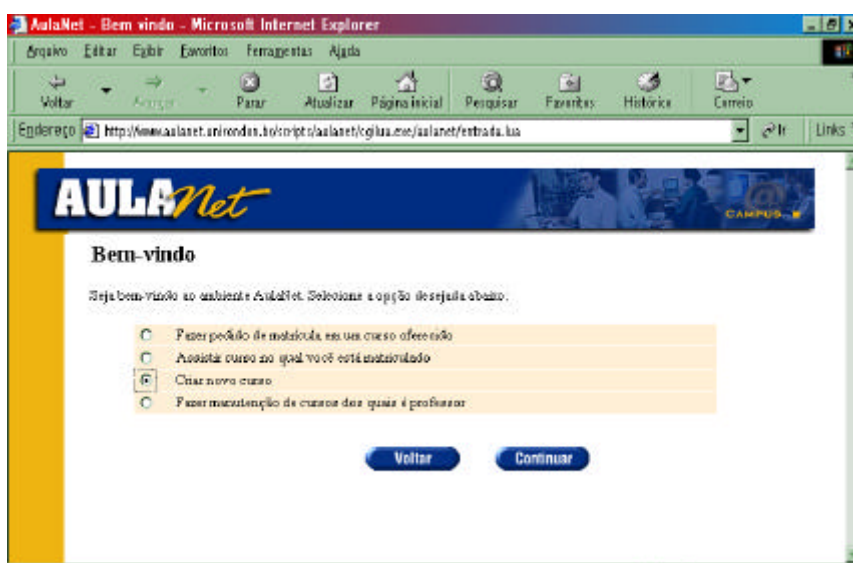 AulaNet - Bem vindo - Microsoft Internet Explorer
Arquivo Editar Exibir Favoritos Ferramentas Ajuda
Voltar Avançar Parar Atualizar Página inicial Pesquisar Favoritos Histórico Correio
Endereço http://www.aulanet.unirondon.br/scripts/aulanet/cgilua.exe/aulanet/entrada.lua Ir Links
AULANet
CAMPUS
Bem-vindo
Seja bem-vindo ao ambiente AulaNet. Selecione a opção desejada abaixo:
Fazer pedido de matrícula em um curso oferecido
Assistir curso no qual você está matriculado
Criar novo curso
Fazer manutenção de cursos dos quais é professor
Voltar Continuar